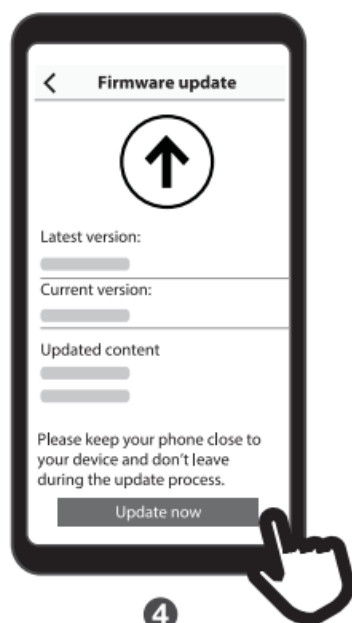 Firmware update
Latest version:
Current version:
Updated content
Please keep your phone close to
your device and don't leave
during the update process.
Update now
4